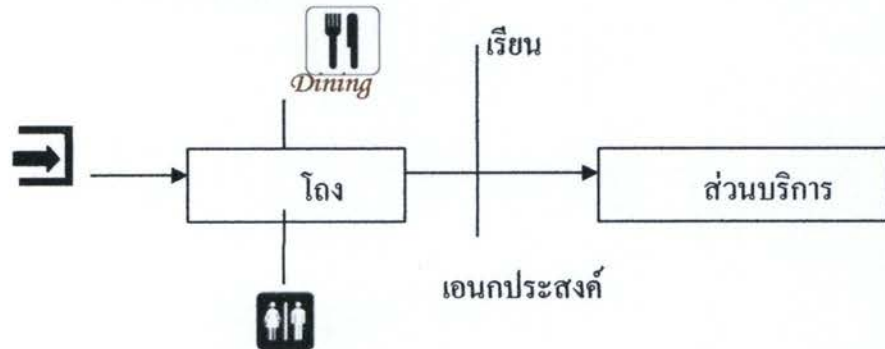 เรียน
Dining
โถง
ส่วนบริการ
เอนกประสงค์